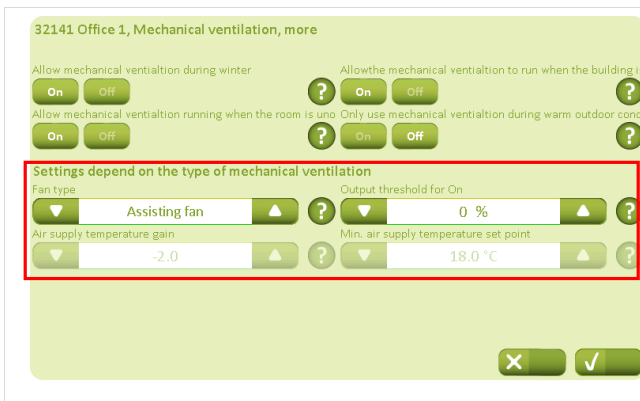 32141 Office 1, Mechanical ventilation, more
Allow mechanical ventialtion during winter
Allowthe mechanical ventialtion to run when the building i
On Off ? On Off ?
Allow mechanical ventialtion running when the room is uno
Only use mechanical ventialtion during warm outdoor cond
On Off ? On Off ?
Settings depend on the type of mechanical ventilation
Fan type
Output threshold for On
Assisting fan ? 0 % ?
Air supply temperature gain
Min. air supply temperature set point
-2.0 ? 18.0 °C ?